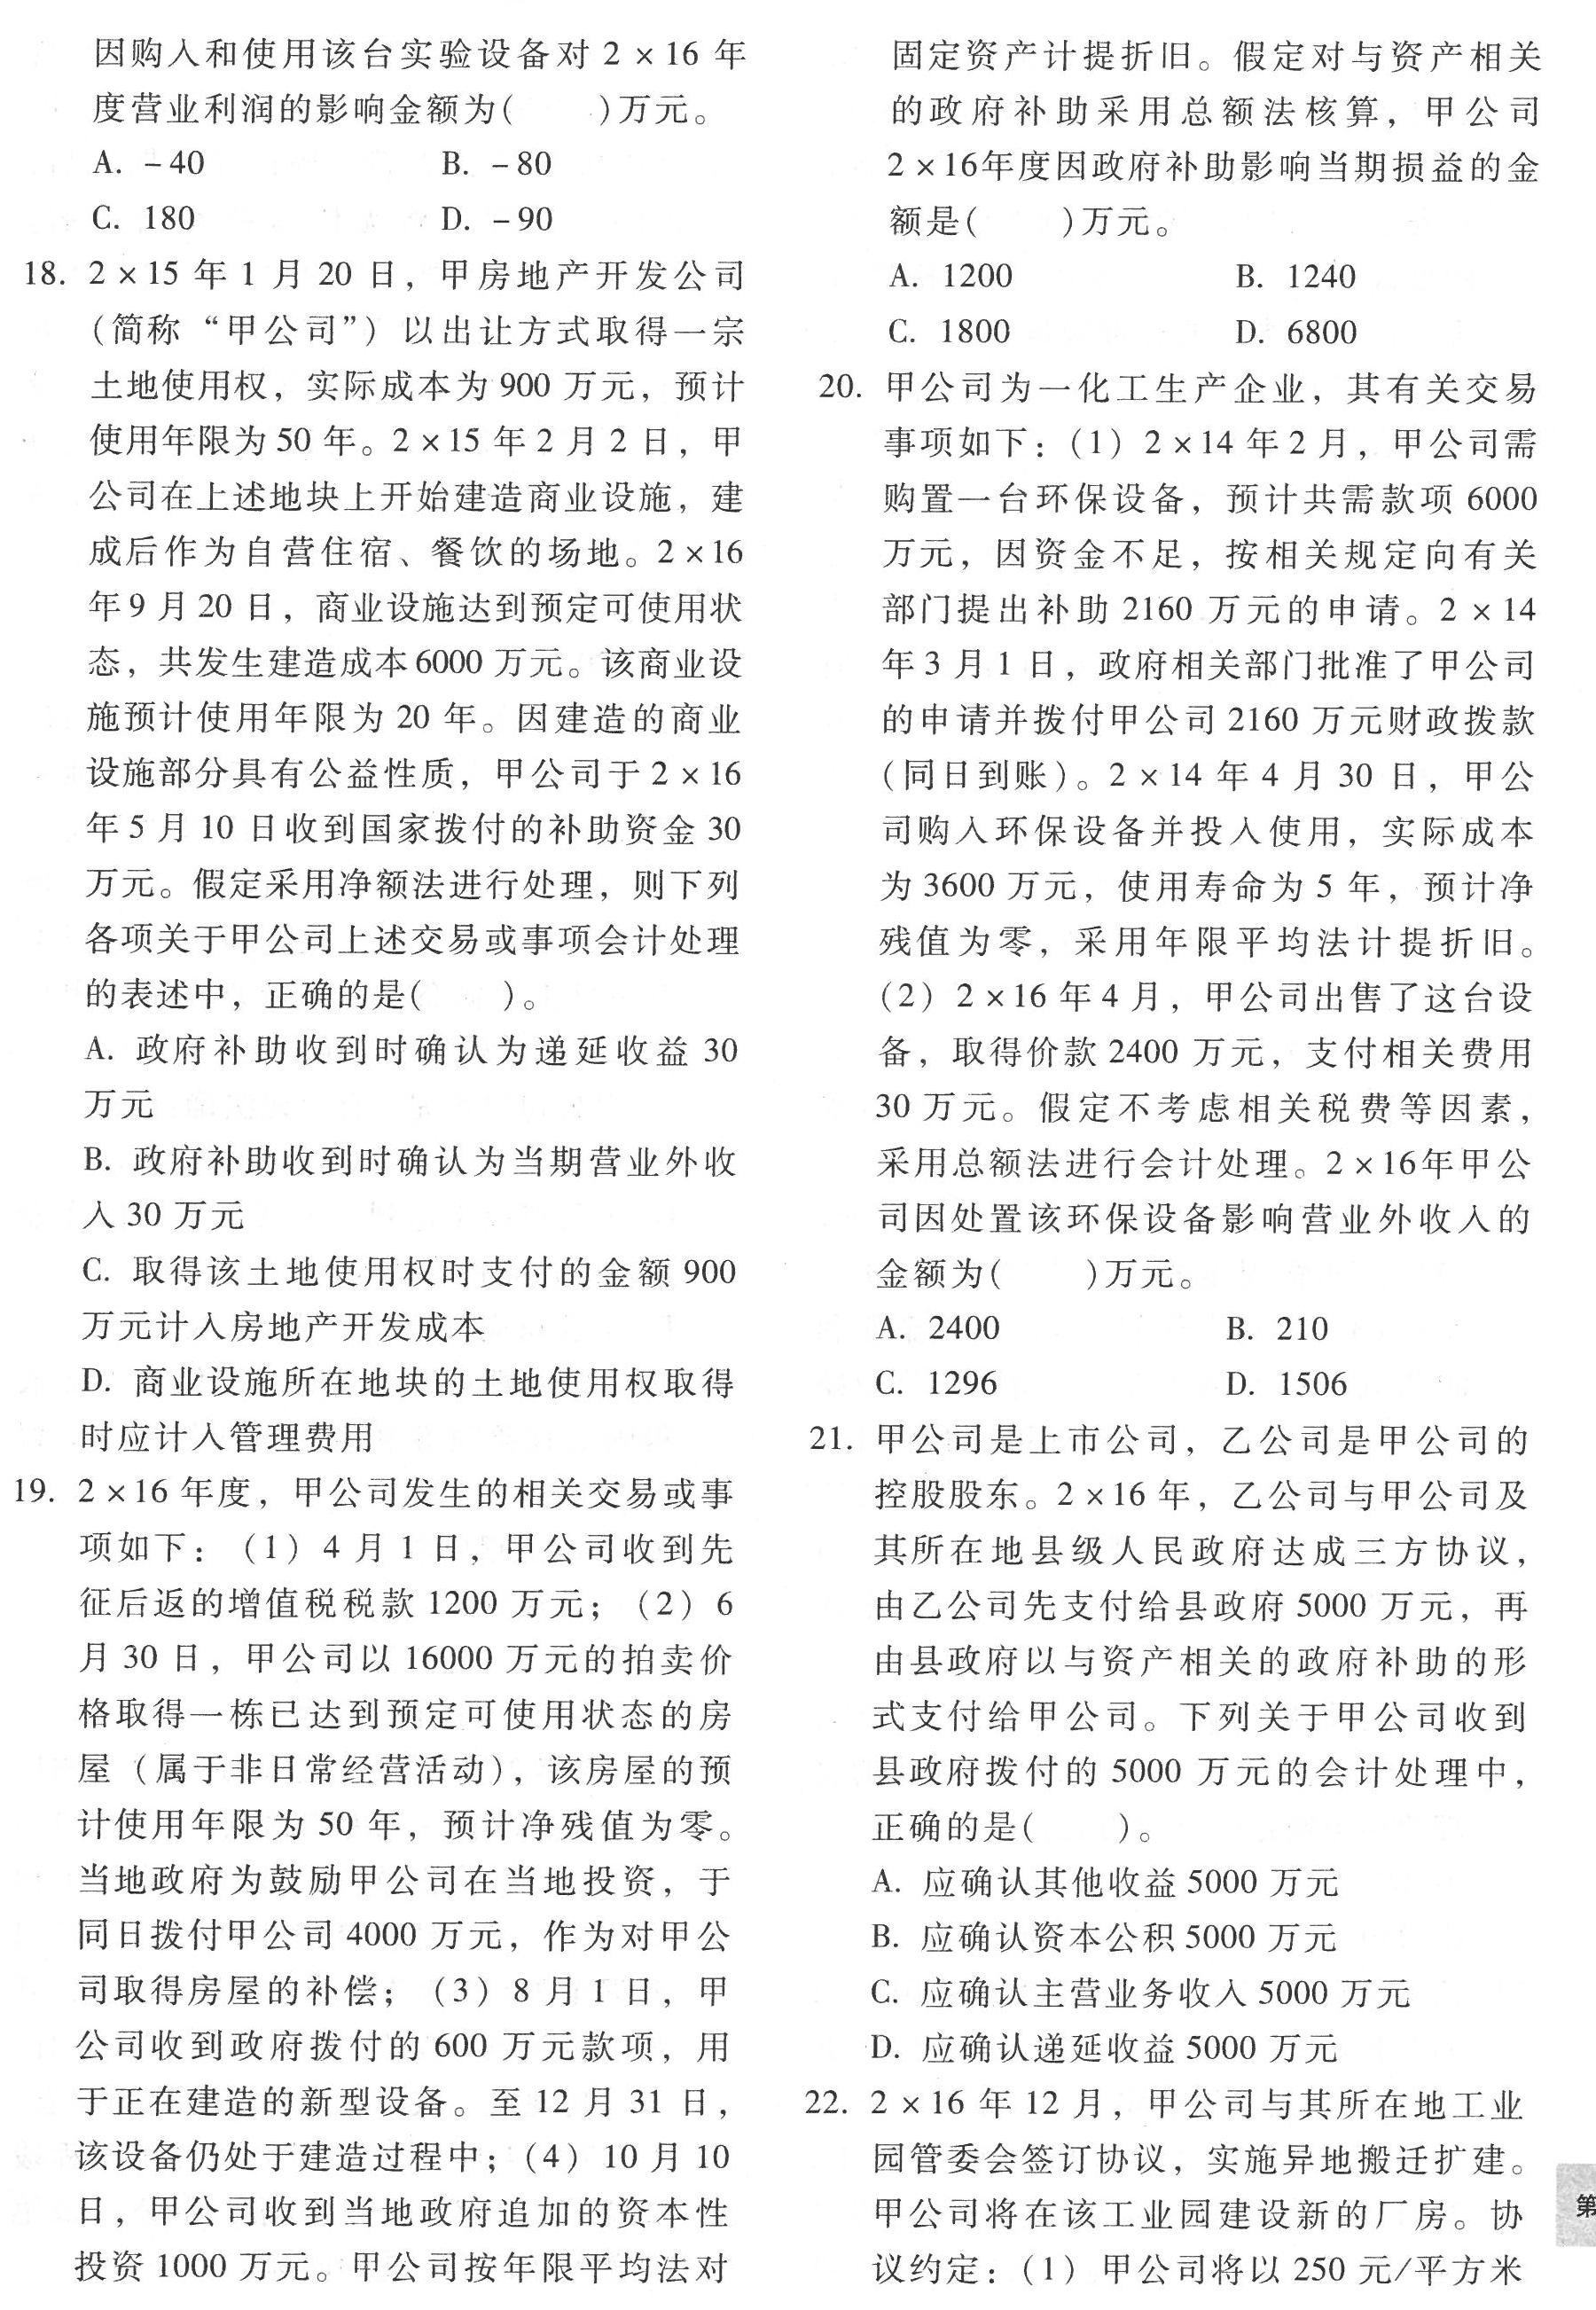 因购入和使用该台实验设备对 2×16 年
度营业利润的影响金额为(　　)万元。
A. -40　　B. -80
C. 180　　D. -90
18. 2×15 年 1 月 20 日，甲房地产开发公司
(简称“甲公司”) 以出让方式取得一宗
土地使用权，实际成本为 900 万元，预计
使用年限为 50 年。2×15 年 2 月 2 日，甲
公司在上述地块上开始建造商业设施，建
成后作为自营住宿、餐饮的场地。2×16
年 9 月 20 日，商业设施达到预定可使用状
态，共发生建造成本 6000 万元。该商业设
施预计使用年限为 20 年。因建造的商业
设施部分具有公益性质，甲公司于 2×16
年 5 月 10 日收到国家拨付的补助资金 30
万元。假定采用净额法进行处理，则下列
各项关于甲公司上述交易或事项会计处理
的表述中，正确的是(　　)。
A. 政府补助收到时确认为递延收益 30
万元
B. 政府补助收到时确认为当期营业外收
入 30 万元
C. 取得该土地使用权时支付的金额 900
万元计入房地产开发成本
D. 商业设施所在地块的土地使用权取得
时应计入管理费用
19. 2×16 年度，甲公司发生的相关交易或事
项如下：(1) 4 月 1 日，甲公司收到先
征后返的增值税税款 1200 万元；(2) 6
月 30 日，甲公司以 16000 万元的拍卖价
格取得一栋已达到预定可使用状态的房
屋（属于非日常经营活动)，该房屋的预
计使用年限为 50 年，预计净残值为零。
当地政府为鼓励甲公司在当地投资，于
同日拨付甲公司 4000 万元，作为对甲公
司取得房屋的补偿；(3) 8 月 1 日，甲
公司收到政府拨付的 600 万元款项，用
于正在建造的新型设备。至 12 月 31 日，
该设备仍处于建造过程中；(4) 10 月 10
日，甲公司收到当地政府追加的资本性
投资 1000 万元。甲公司按年限平均法对
固定资产计提折旧。假定对与资产相关
的政府补助采用总额法核算，甲公司
2×16年度因政府补助影响当期损益的金
额是(　　)万元。
A. 1200　　B. 1240
C. 1800　　D. 6800
20. 甲公司为一化工生产企业，其有关交易
事项如下：(1) 2×14 年 2 月，甲公司需
购置一台环保设备，预计共需款项 6000
万元，因资金不足，按相关规定向有关
部门提出补助 2160 万元的申请。2×14
年 3 月 1 日，政府相关部门批准了甲公司
的申请并拨付甲公司 2160 万元财政拨款
(同日到账)。2×14 年 4 月 30 日，甲公
司购入环保设备并投入使用，实际成本
为 3600 万元，使用寿命为 5 年，预计净
残值为零，采用年限平均法计提折旧。
(2) 2×16 年 4 月，甲公司出售了这台设
备，取得价款 2400 万元，支付相关费用
30 万元。假定不考虑相关税费等因素，
采用总额法进行会计处理。2×16年甲公
司因处置该环保设备影响营业外收入的
金额为(　　)万元。
A. 2400　　B. 210
C. 1296　　D. 1506
21. 甲公司是上市公司，乙公司是甲公司的
控股股东。2×16 年，乙公司与甲公司及
其所在地县级人民政府达成三方协议，
由乙公司先支付给县政府 5000 万元，再
由县政府以与资产相关的政府补助的形
式支付给甲公司。下列关于甲公司收到
县政府拨付的 5000 万元的会计处理中，
正确的是(　　)。
A. 应确认其他收益 5000 万元
B. 应确认资本公积 5000 万元
C. 应确认主营业务收入 5000 万元
D. 应确认递延收益 5000 万元
22. 2×16 年 12 月，甲公司与其所在地工业
园管委会签订协议，实施异地搬迁扩建。
甲公司将在该工业园建设新的厂房。协
议约定：(1) 甲公司将以 250 元/平方米
第